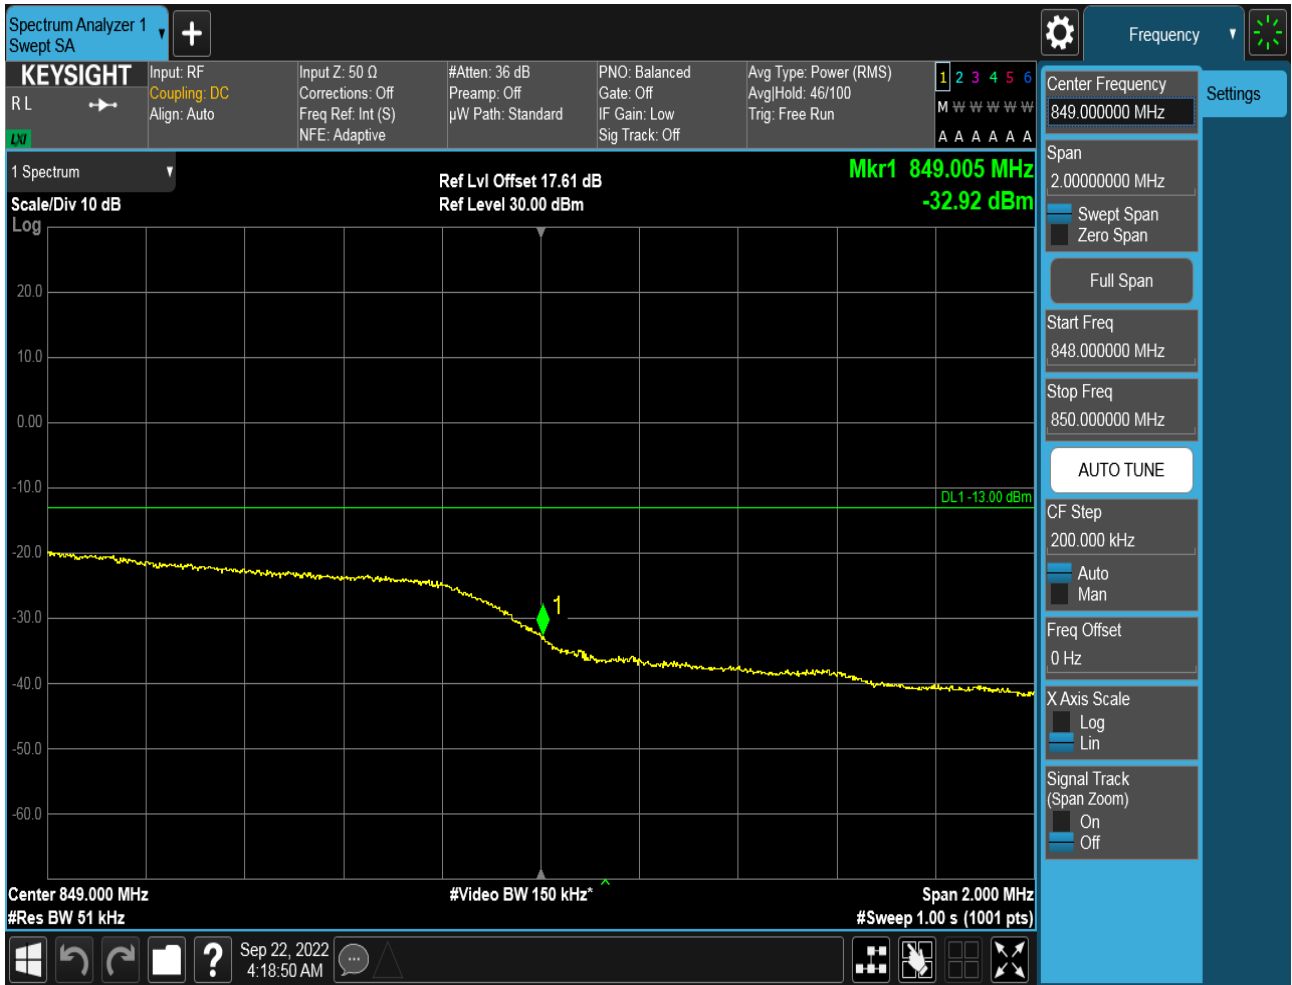 Spectrum Analyzer 1
Swept SA
Frequency
KEYSIGHT
R L
LXI
Input: RF
Coupling: DC
Align: Auto
Input Z: 50 Ω
Corrections: Off
Freq Ref: Int (S)
NFE: Adaptive
#Atten: 36 dB
Preamp: Off
µW Path: Standard
PNO: Balanced
Gate: Off
IF Gain: Low
Sig Track: Off
Avg Type: Power (RMS)
Avg|Hold: 46/100
Trig: Free Run
1 2 3 4 5 6
M W W W W W
A A A A A A
1 Spectrum
Scale/Div 10 dB
Log
Ref Lvl Offset 17.61 dB
Ref Level 30.00 dBm
Mkr1 849.005 MHz
-32.92 dBm
20.0
10.0
0.00
-10.0
DL1 -13.00 dBm
-20.0
1
-30.0
-40.0
-50.0
-60.0
Center 849.000 MHz
#Res BW 51 kHz
#Video BW 150 kHz*
Span 2.000 MHz
#Sweep 1.00 s (1001 pts)
Center Frequency
849.000000 MHz
Settings
Span
2.00000000 MHz
Swept Span
Zero Span
Full Span
Start Freq
848.000000 MHz
Stop Freq
850.000000 MHz
AUTO TUNE
CF Step
200.000 kHz
Auto
Man
Freq Offset
0 Hz
X Axis Scale
Log
Lin
Signal Track
(Span Zoom)
On
Off
?
Sep 22, 2022
4:18:50 AM